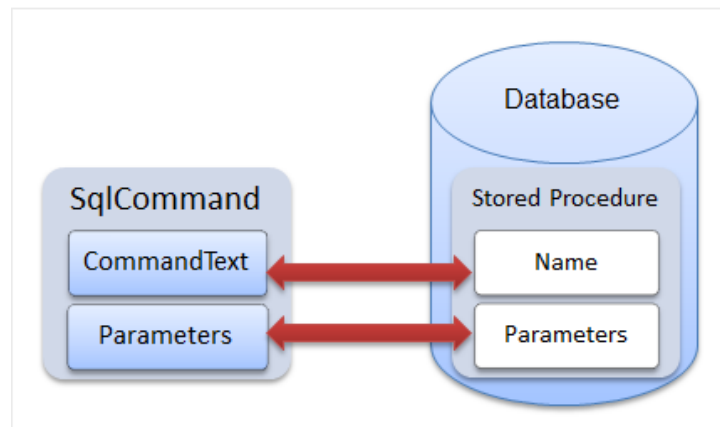 Database
SqlCommand
Stored Procedure
CommandText
Name
Parameters
Parameters